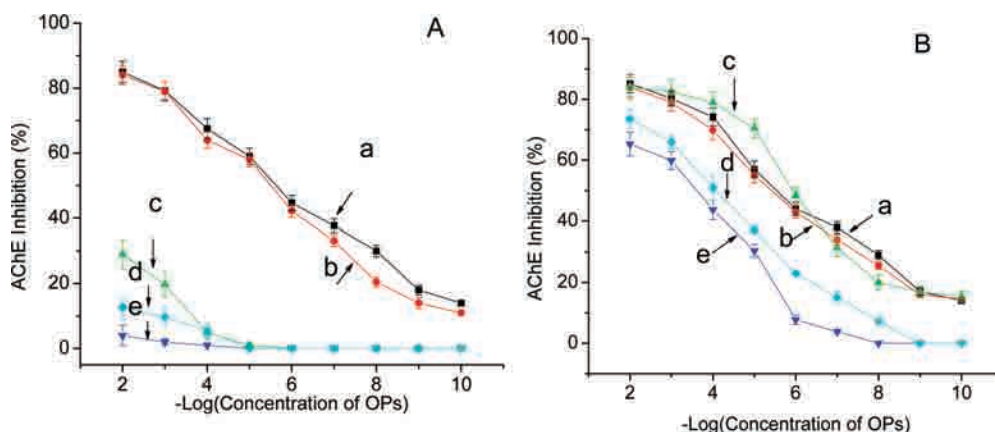 A
100
80
60
40
20
0
AChE Inhibition (%)
a
b
c
d
e
2 4 6 8 10
-Log(Concentration of OPs)
B
100
80
60
40
20
0
AChE Inhibition (%)
c
d
a
b
e
2 4 6 8 10
-Log(Concentration of OPs)